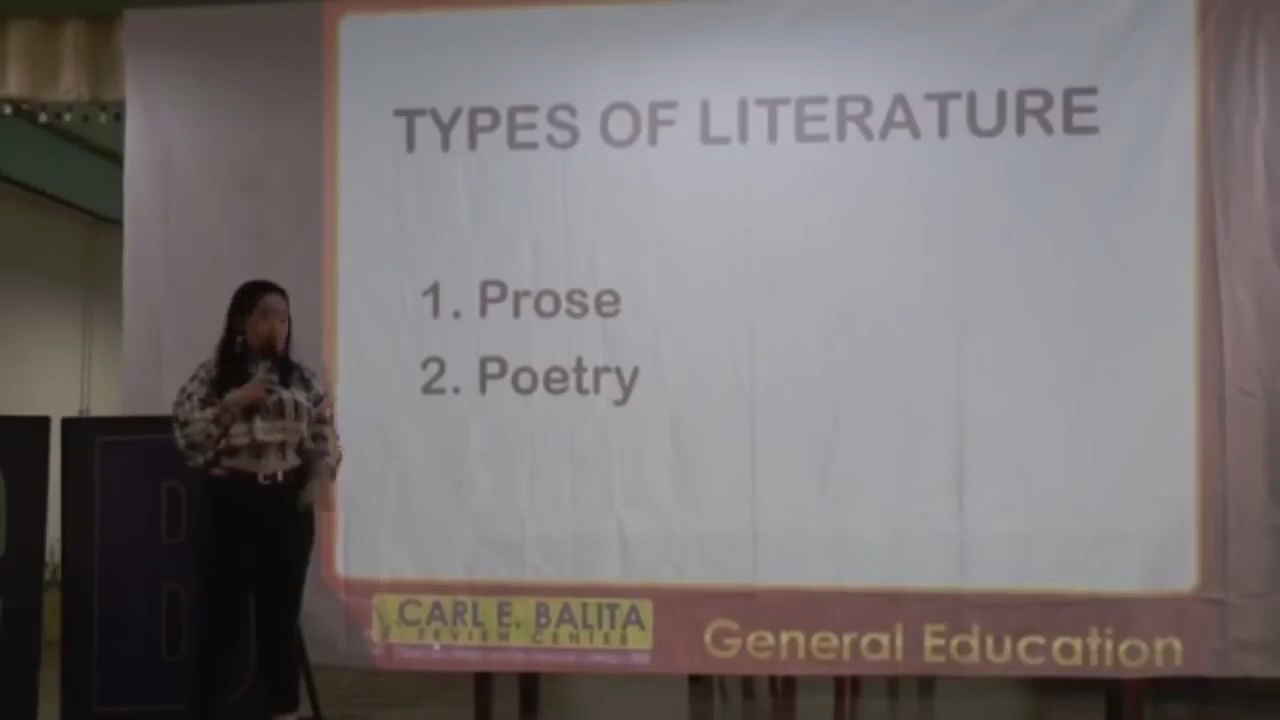 TYPES OF LITERATURE
1. Prose
2. Poetry
CARL E. BALITA
REVIEW CENTER
General Education